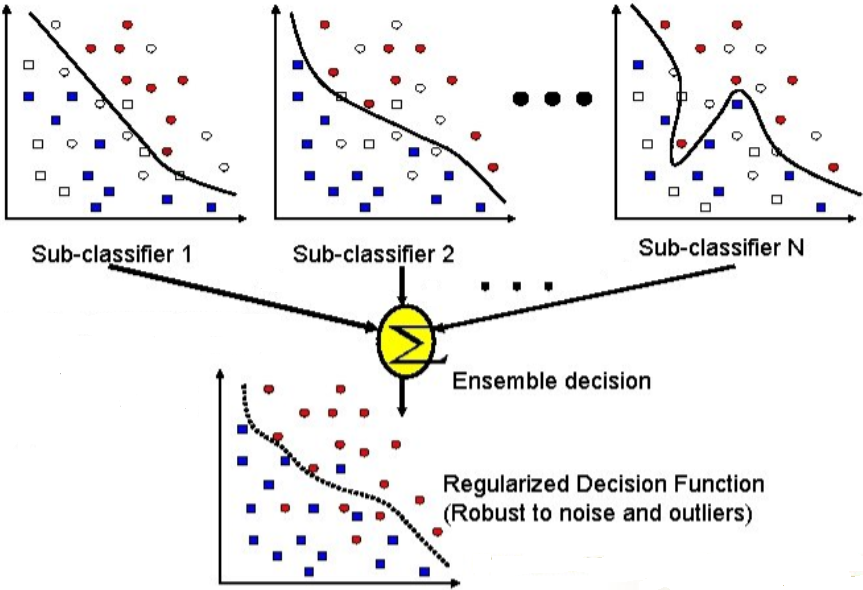 Sub-classifier 1
Sub-classifier 2
Sub-classifier N
Σ
Ensemble decision
Regularized Decision Function
(Robust to noise and outliers)